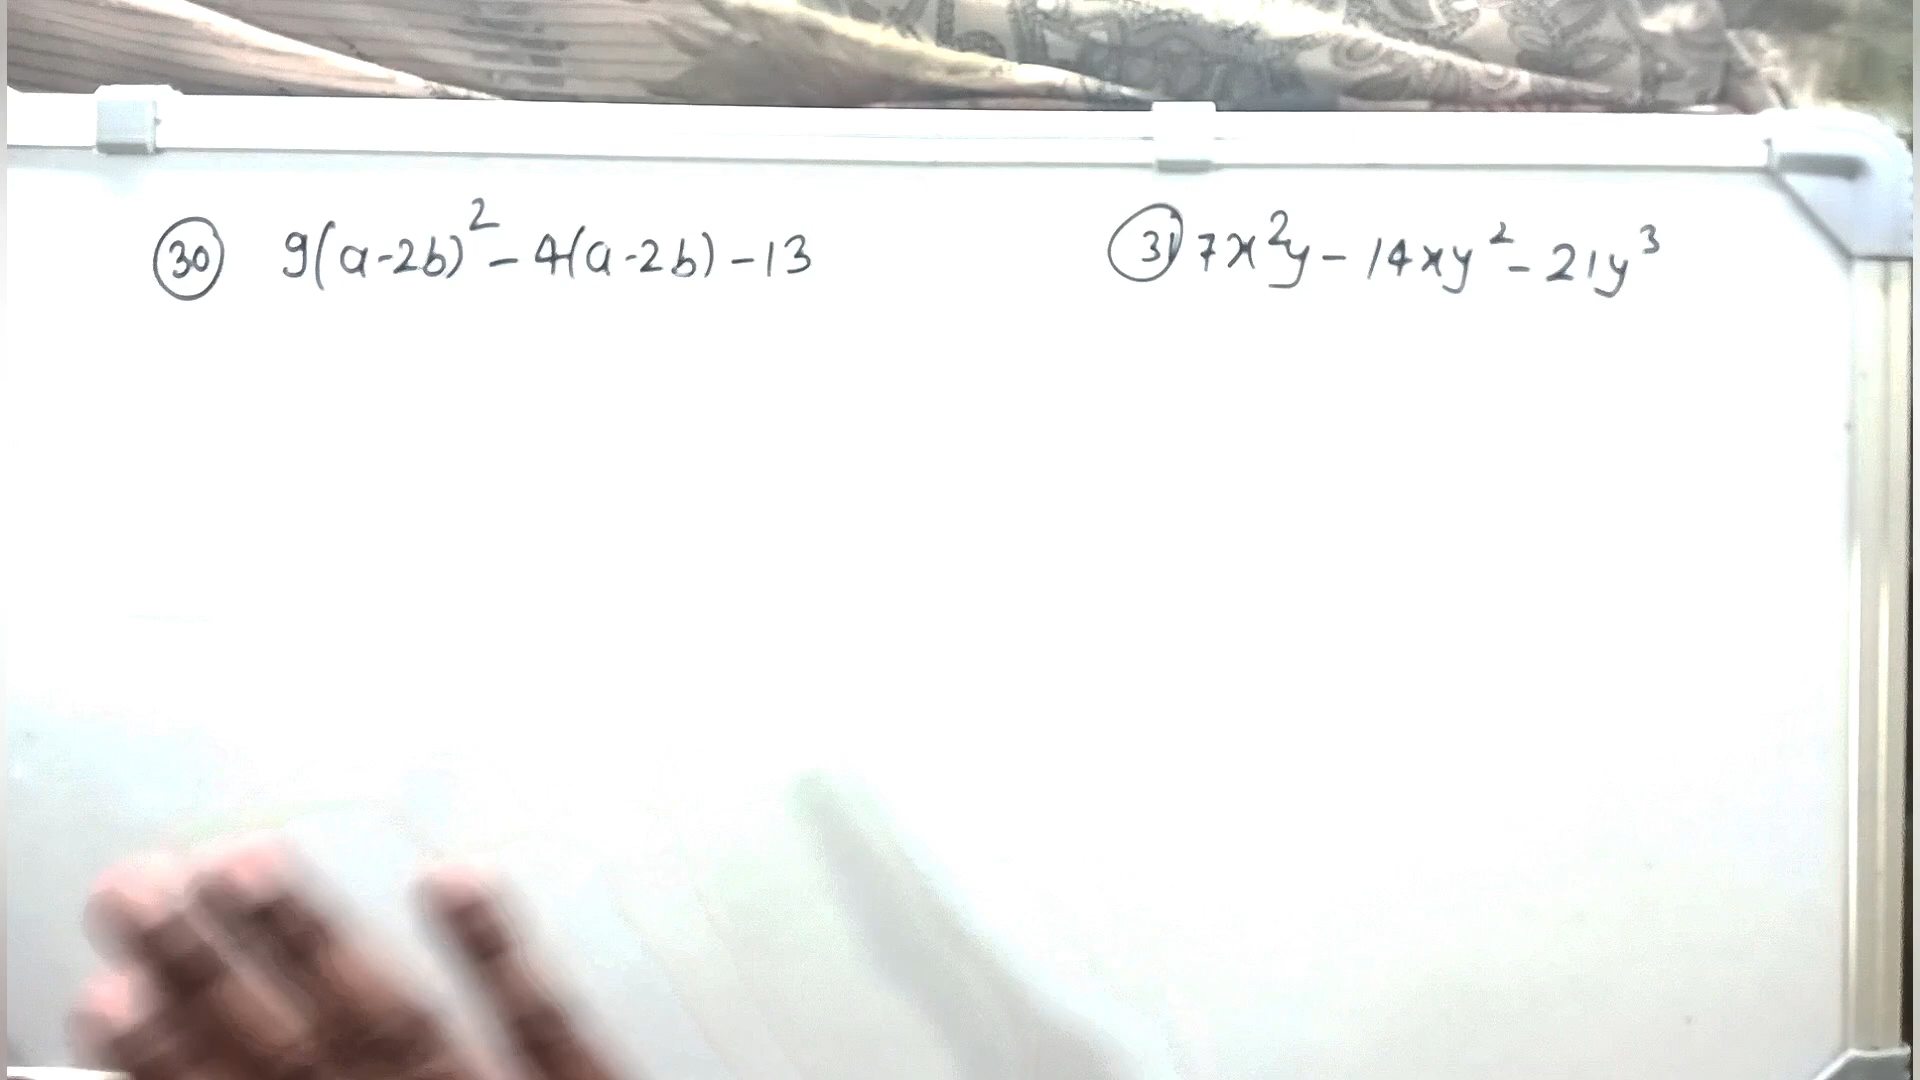 30 9(a-2b)² - 4(a-2b) - 13
31 7x²y - 14xy² - 21y³